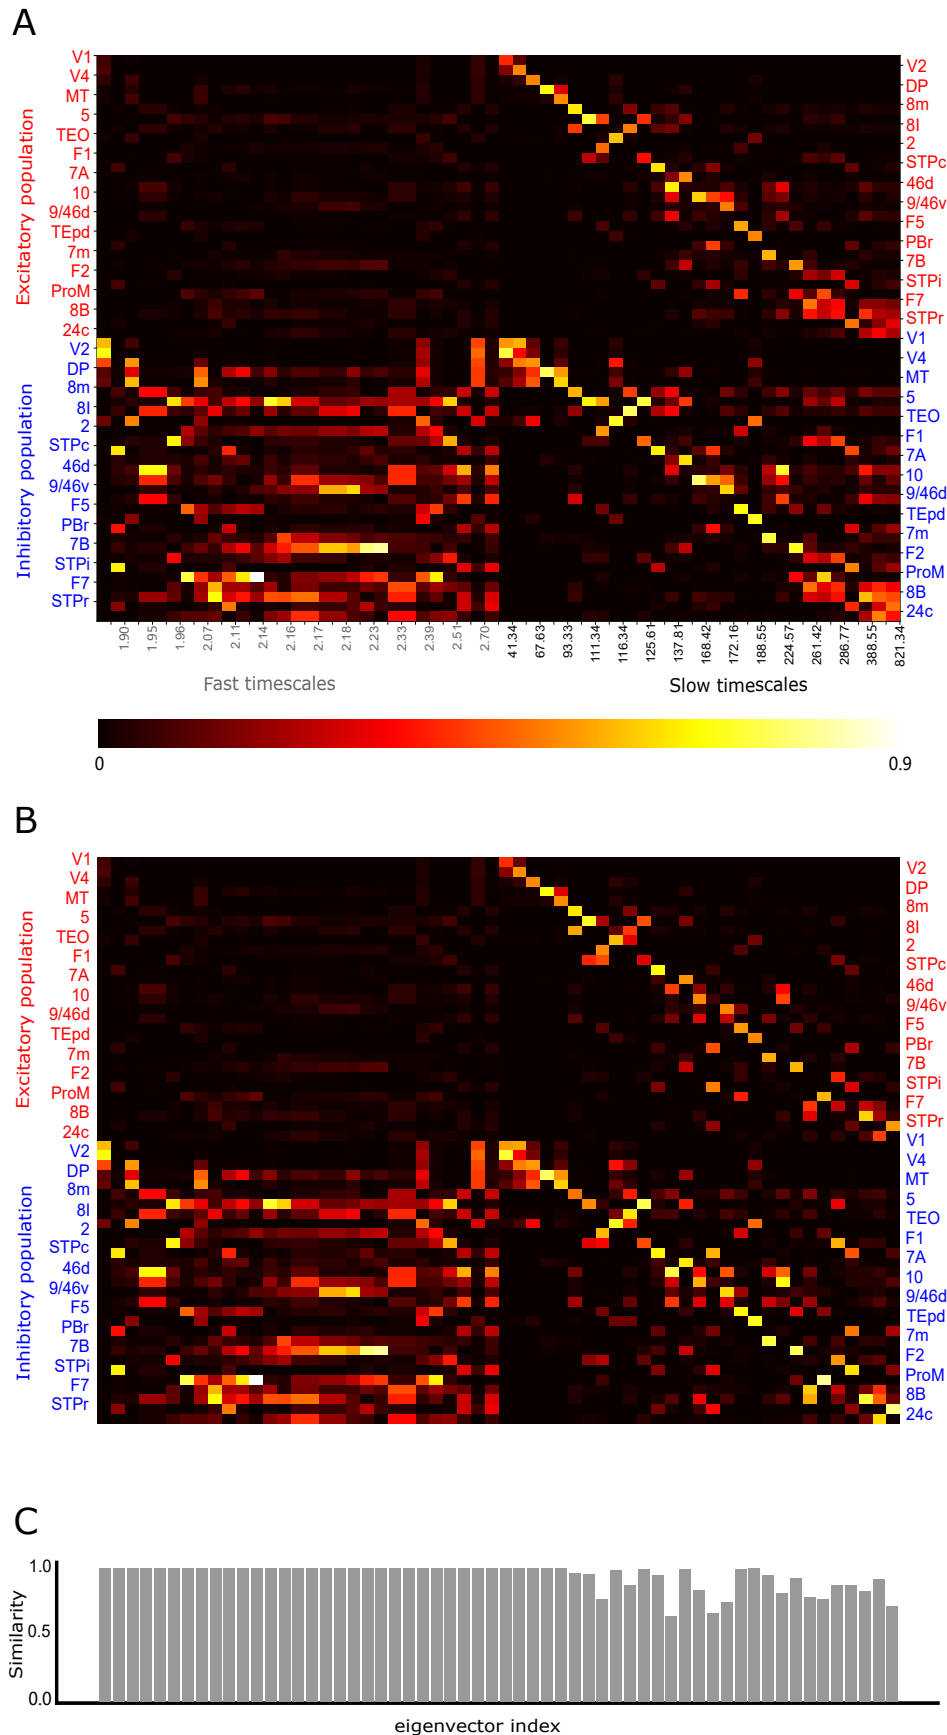 A
V1
V4
MT
5
TEO
F1
7A
10
9/46d
TEpd
7m
F2
ProM
8B
24c
Excitatory population
V2
DP
8m
8l
2
STPc
46d
9/46v
F5
PBr
7B
STPi
F7
STPr
V2
DP
8m
8l
2
STPc
46d
9/46v
F5
PBr
7B
STPi
F7
STPr
Inhibitory population
V1
V4
MT
5
TEO
F1
7A
10
9/46d
TEpd
7m
F2
ProM
8B
24c
1.90 1.95 1.96 2.07 2.11 2.14 2.16 2.17 2.18 2.23 2.33 2.39 2.51 2.70 41.34 67.63 93.33 111.34 116.34 125.61 137.81 168.42 172.16 188.55 224.57 261.42 286.77 388.55 821.34
Fast timescales Slow timescales
0 0.9
B
V1
V4
MT
5
TEO
F1
7A
10
9/46d
TEpd
7m
F2
ProM
8B
24c
Excitatory population
V2
DP
8m
8l
2
STPc
46d
9/46v
F5
PBr
7B
STPi
F7
STPr
V2
DP
8m
8l
2
STPc
46d
9/46v
F5
PBr
7B
STPi
F7
STPr
Inhibitory population
V1
V4
MT
5
TEO
F1
7A
10
9/46d
TEpd
7m
F2
ProM
8B
24c
C
1.0
0.5
0.0
Similarity
eigenvector index